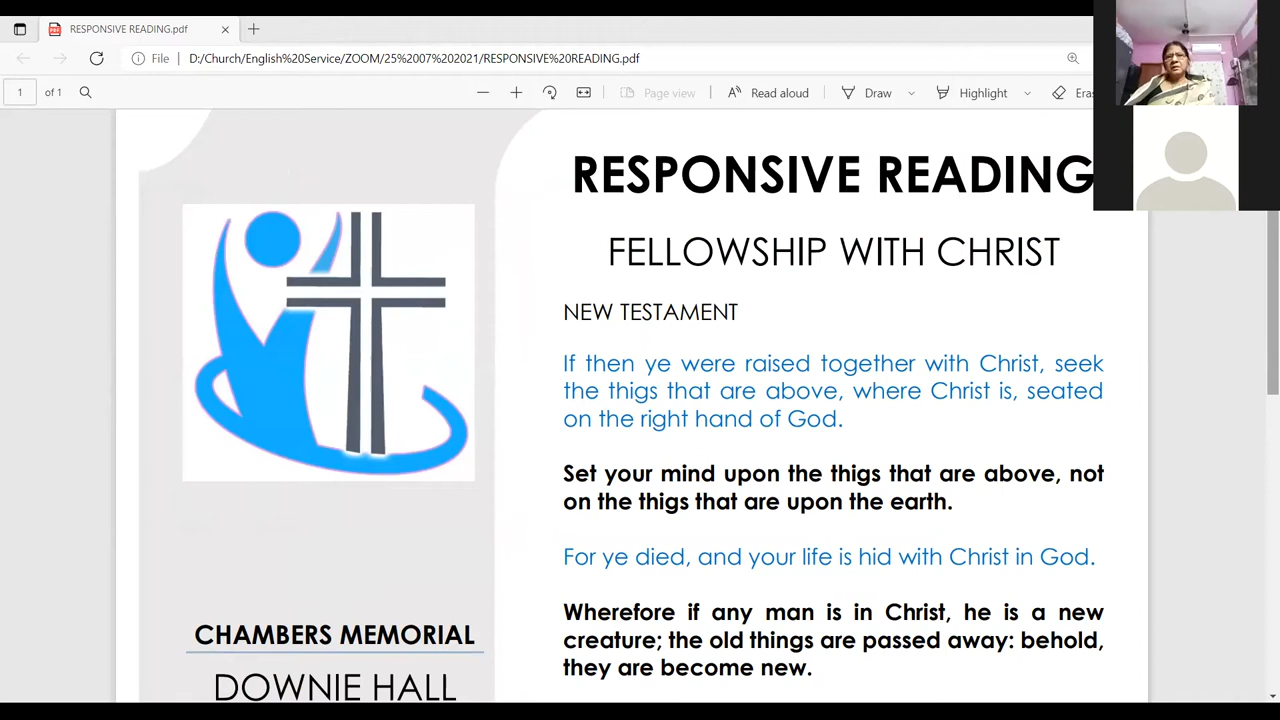 RESPONSIVE READING.pdf
File D:/Church/English%20Service/ZOOM/25%2007%202021/RESPONSIVE%20READING.pdf
1 of 1 Page view Read aloud Draw Highlight Eras
RESPONSIVE READING
FELLOWSHIP WITH CHRIST
NEW TESTAMENT
If then ye were raised together with Christ, seek
the thigs that are above, where Christ is, seated
on the right hand of God.
Set your mind upon the thigs that are above, not
on the thigs that are upon the earth.
For ye died, and your life is hid with Christ in God.
Wherefore if any man is in Christ, he is a new
creature; the old things are passed away: behold,
they are become new.
CHAMBERS MEMORIAL
DOWNIE HALL